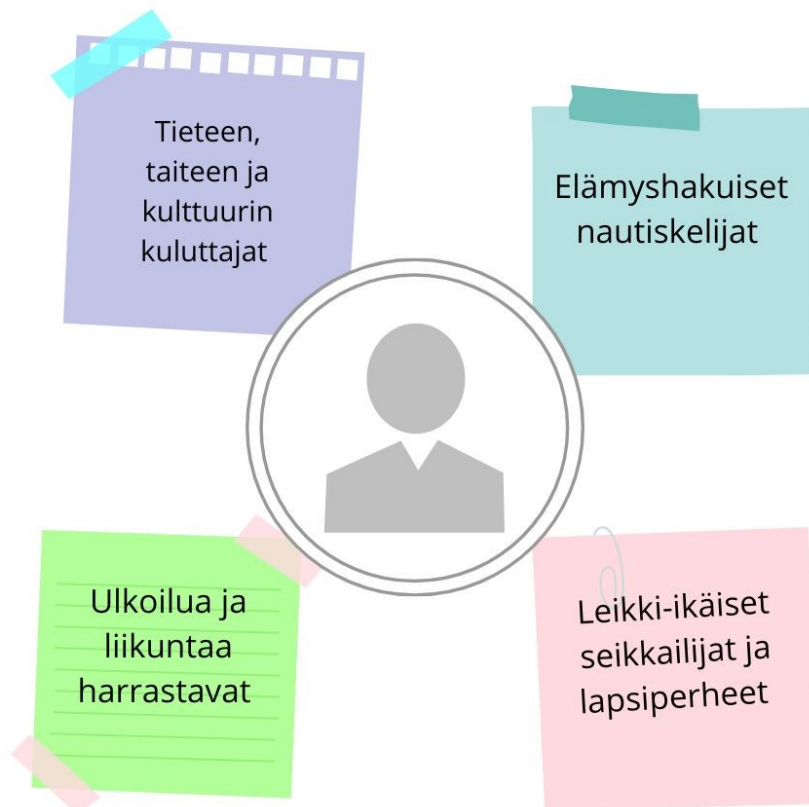 Tieteen,
taiteen ja
kulttuurin
kuluttajat
Elämyshakuiset
nautiskelijat
Ulkoilua ja
liikuntaa
harrastavat
Leikki-ikäiset
seikkailijat ja
lapsiperheet